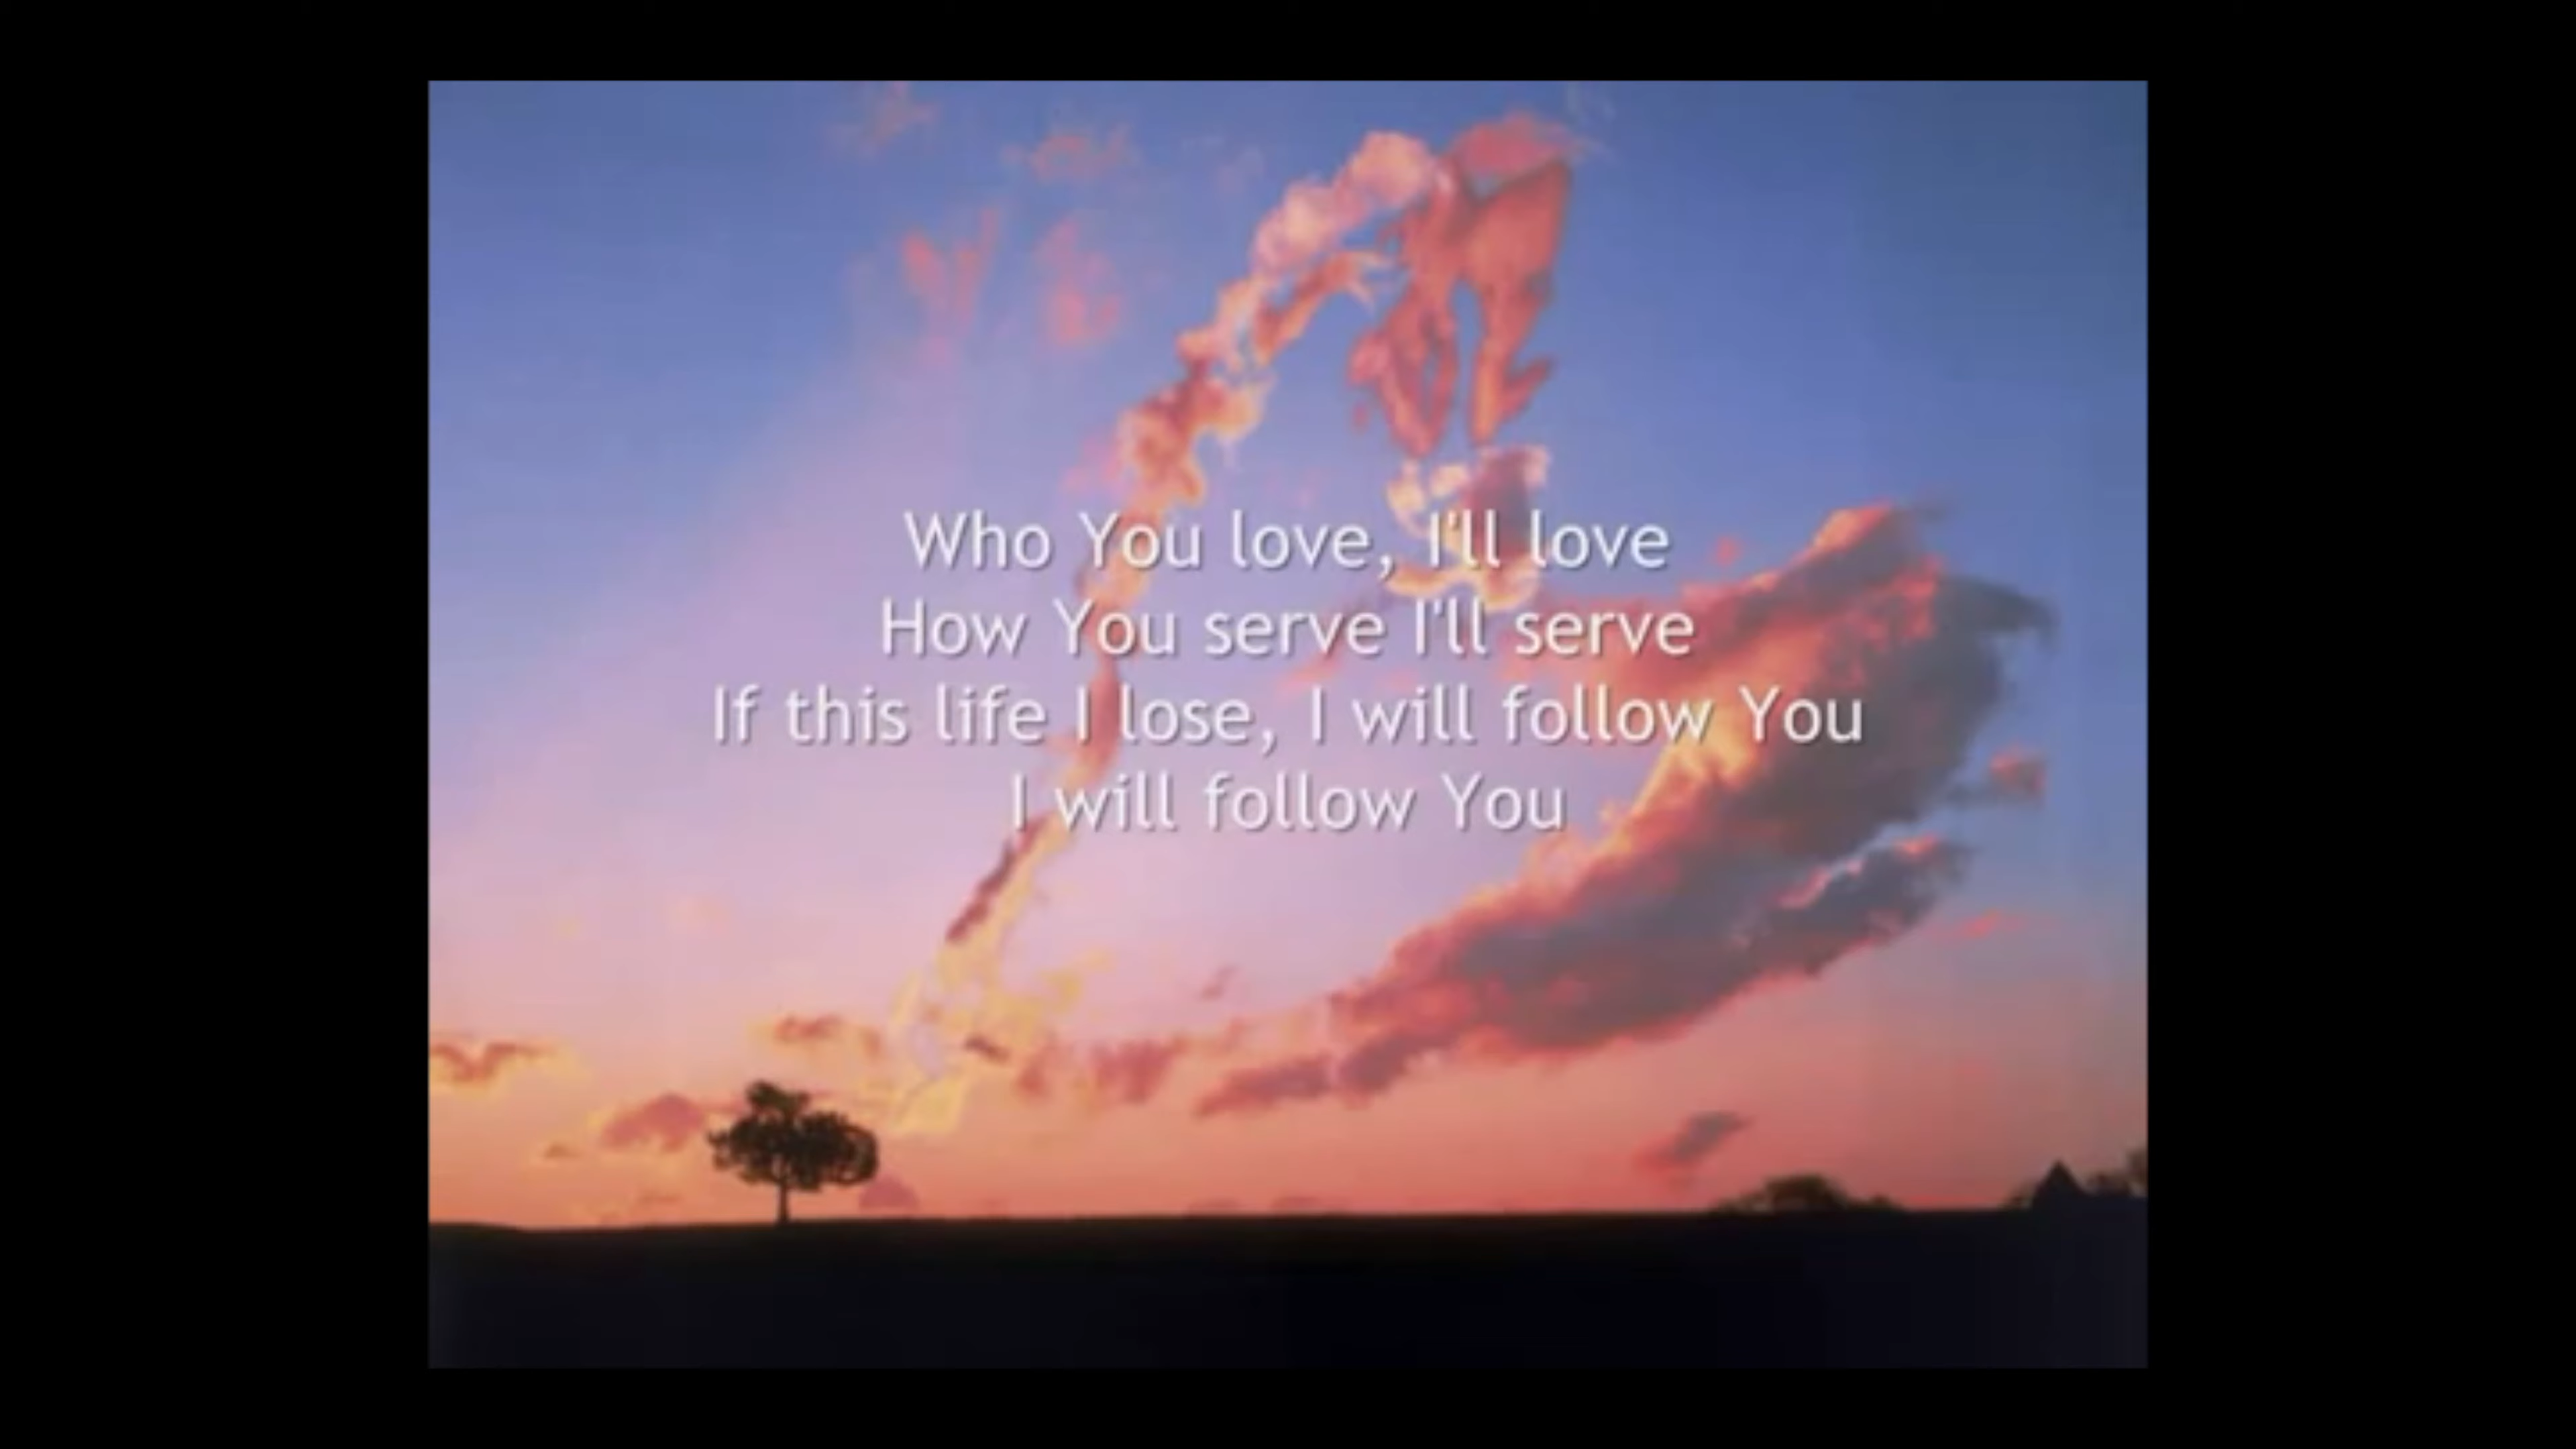 Who You love, I'll love
How You serve I'll serve
If this life I lose, I will follow You
I will follow You